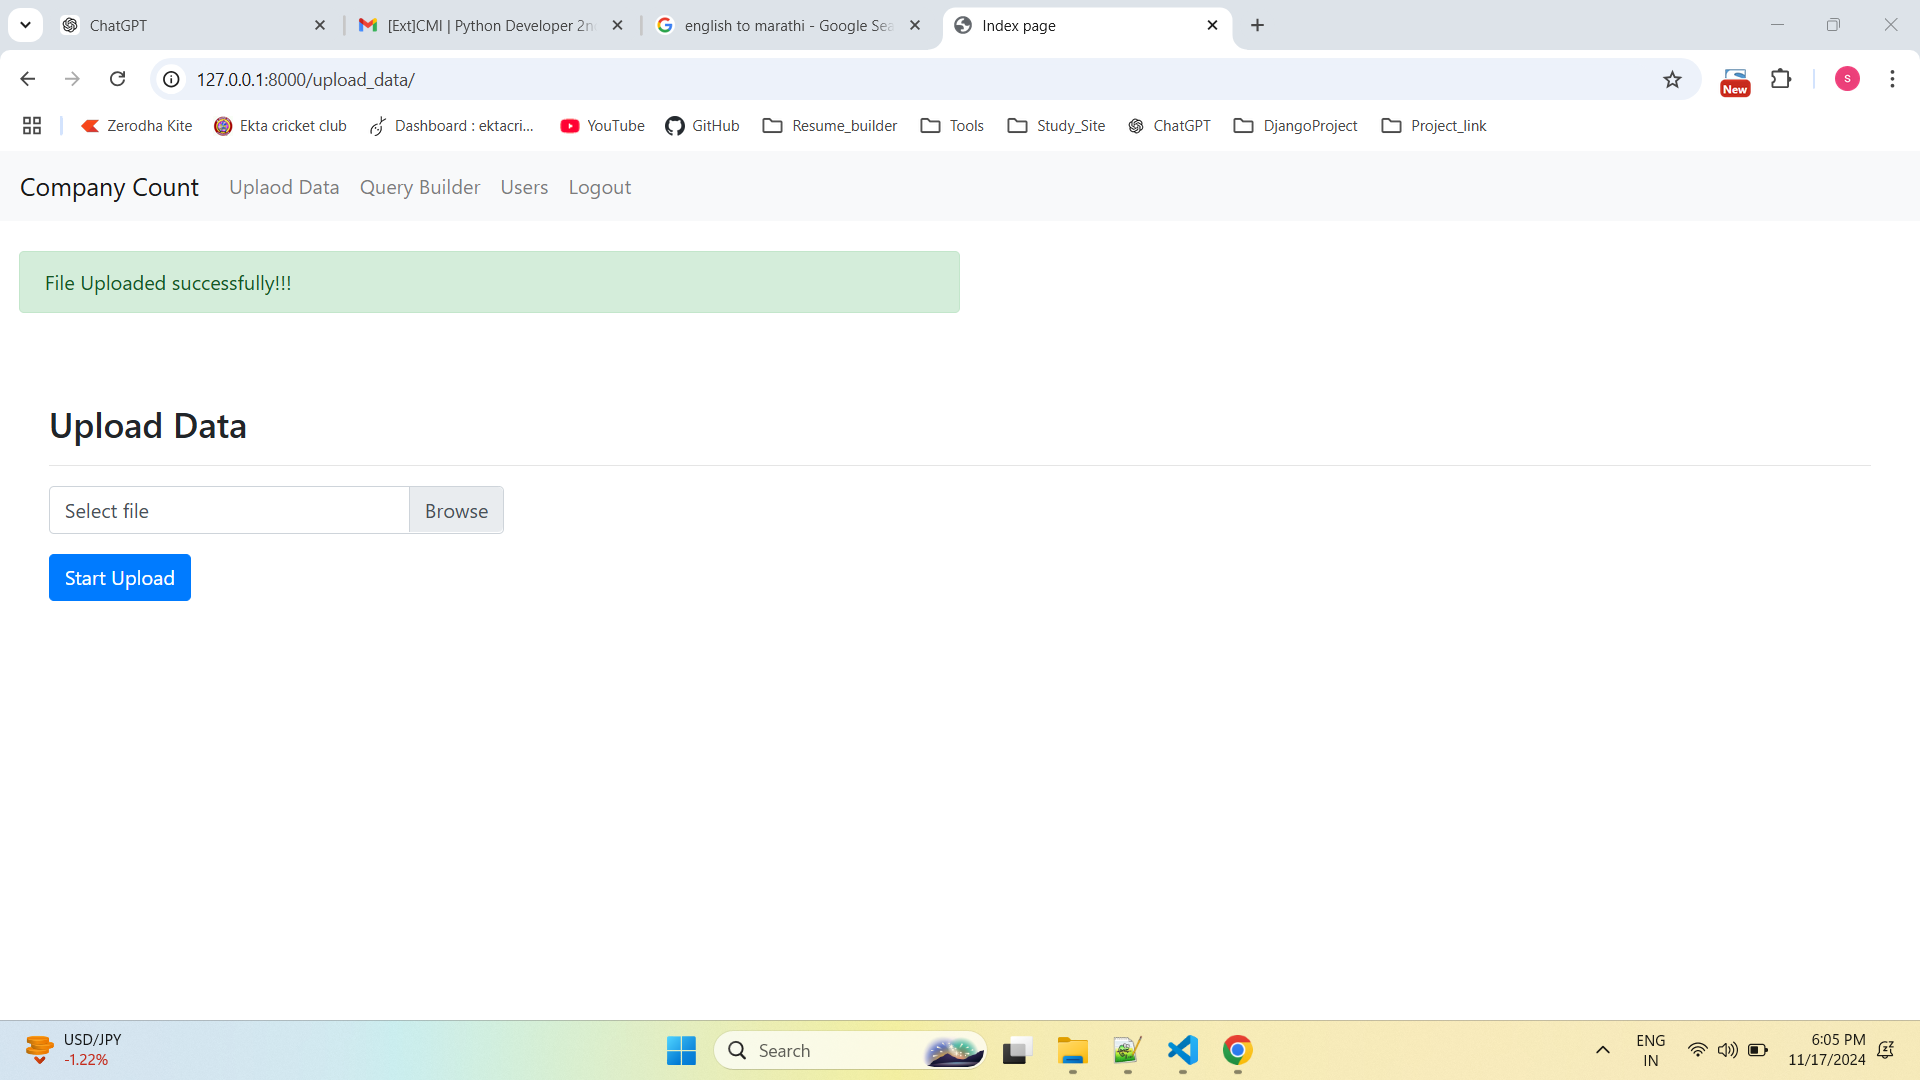 ChatGPT
[Ext]CMI | Python Developer 2n
english to marathi - Google Sea
Index page
127.0.0.1:8000/upload_data/
New
S
Zerodha Kite
Ekta cricket club
Dashboard : ektacri...
YouTube
GitHub
Resume_builder
Tools
Study_Site
ChatGPT
DjangoProject
Project_link
Company Count
Uplaod Data
Query Builder
Users
Logout
File Uploaded successfully!!!
Upload Data
Select file
Browse
Start Upload
USD/JPY
-1.22%
Search
ENG
IN
6:05 PM
11/17/2024